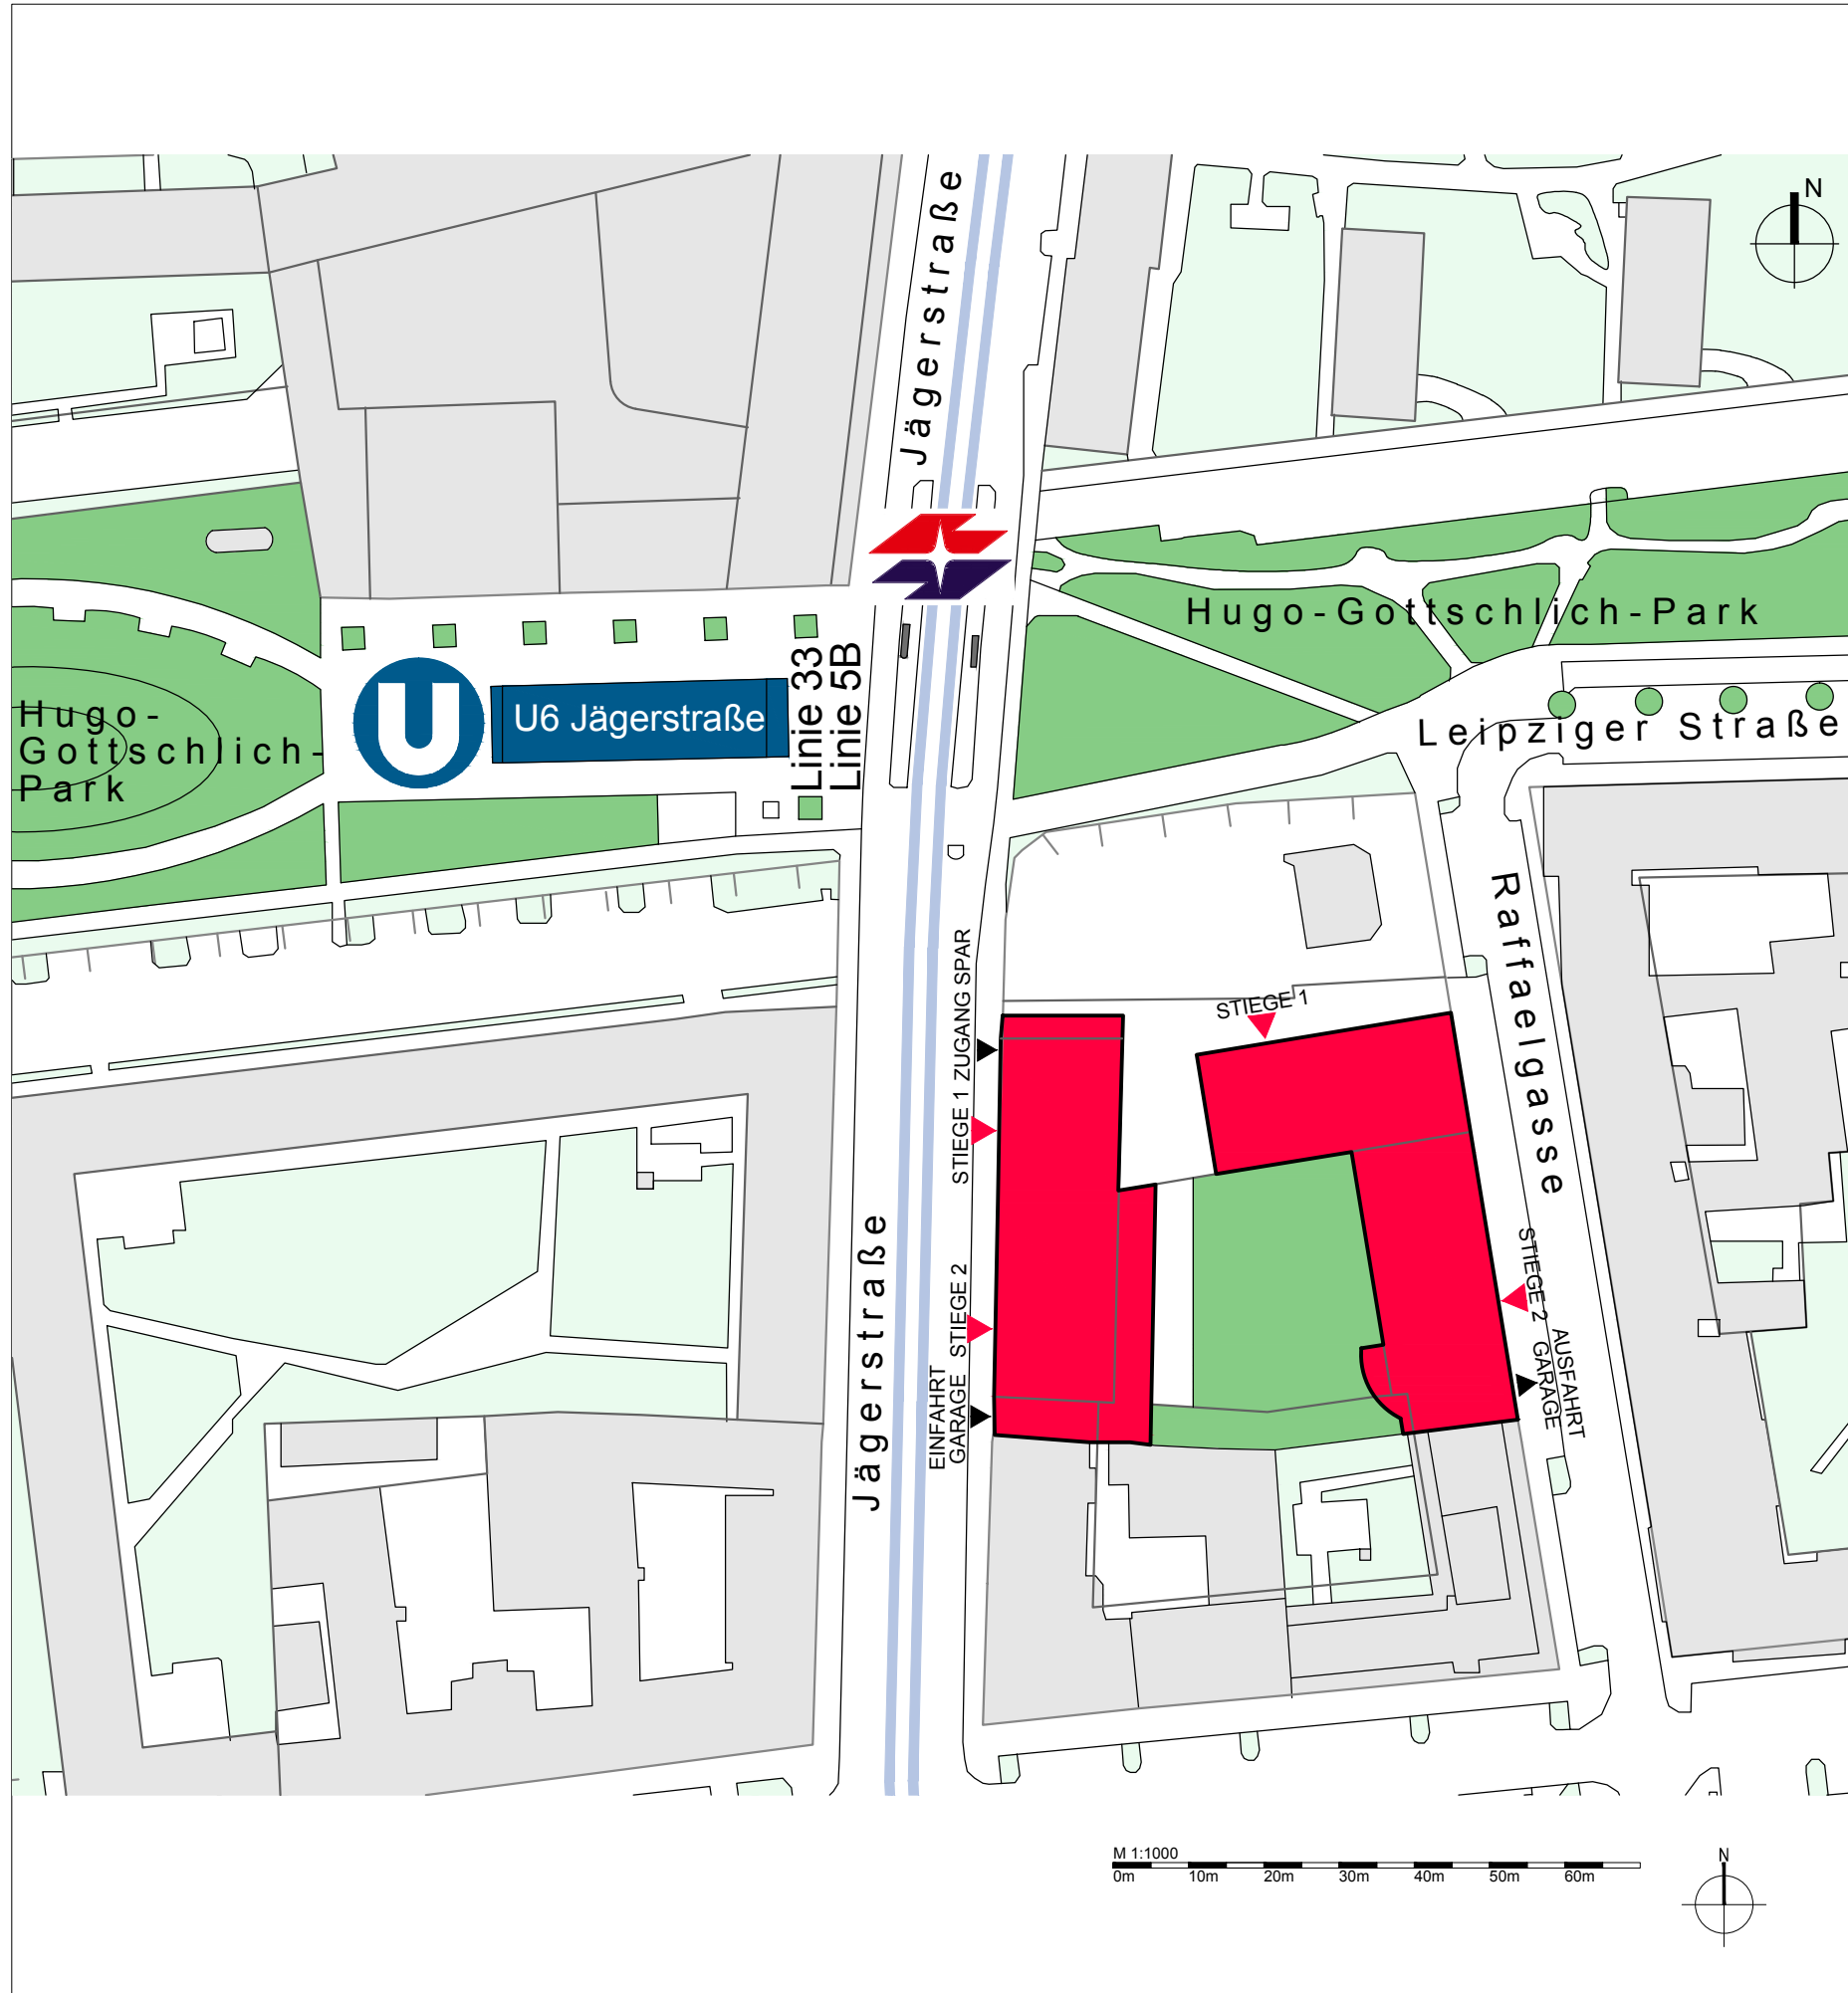 N
Jägerstraße
Hugo-Gottschlich-Park
Linie 33
Linie 5B
U
U6 Jägerstraße
Hugo-
Gottschlich-
Park
Leipziger Straße
Raffaelgasse
ZUGANG SPAR
STIEGE 1
STIEGE 1
STIEGE 2
EINFAHRT
GARAGE
Jägerstraße
STIEGE 2
AUSFAHRT
GARAGE
M 1:1000
0m 10m 20m 30m 40m 50m 60m
N